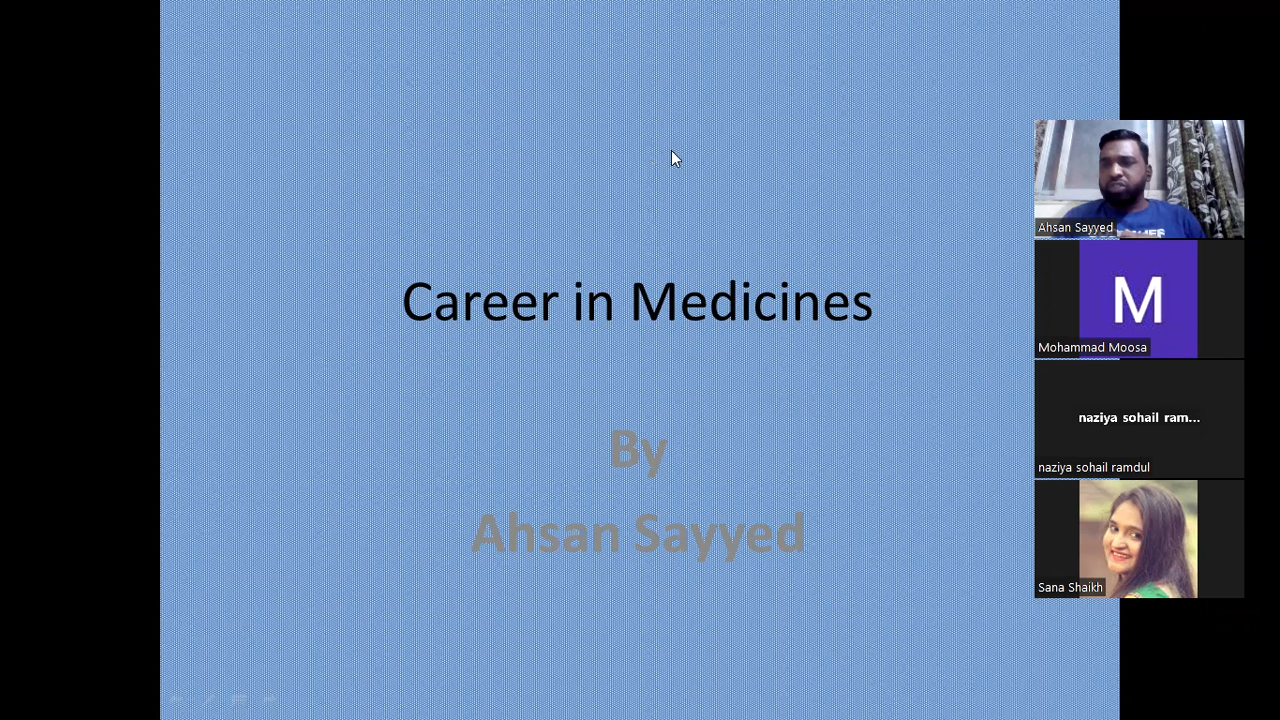 Career in Medicines
By
Ahsan Sayyed
Ahsan Sayyed
M
Mohammad Moosa
naziya sohail ram...
naziya sohail ramdul
Sana Shaikh